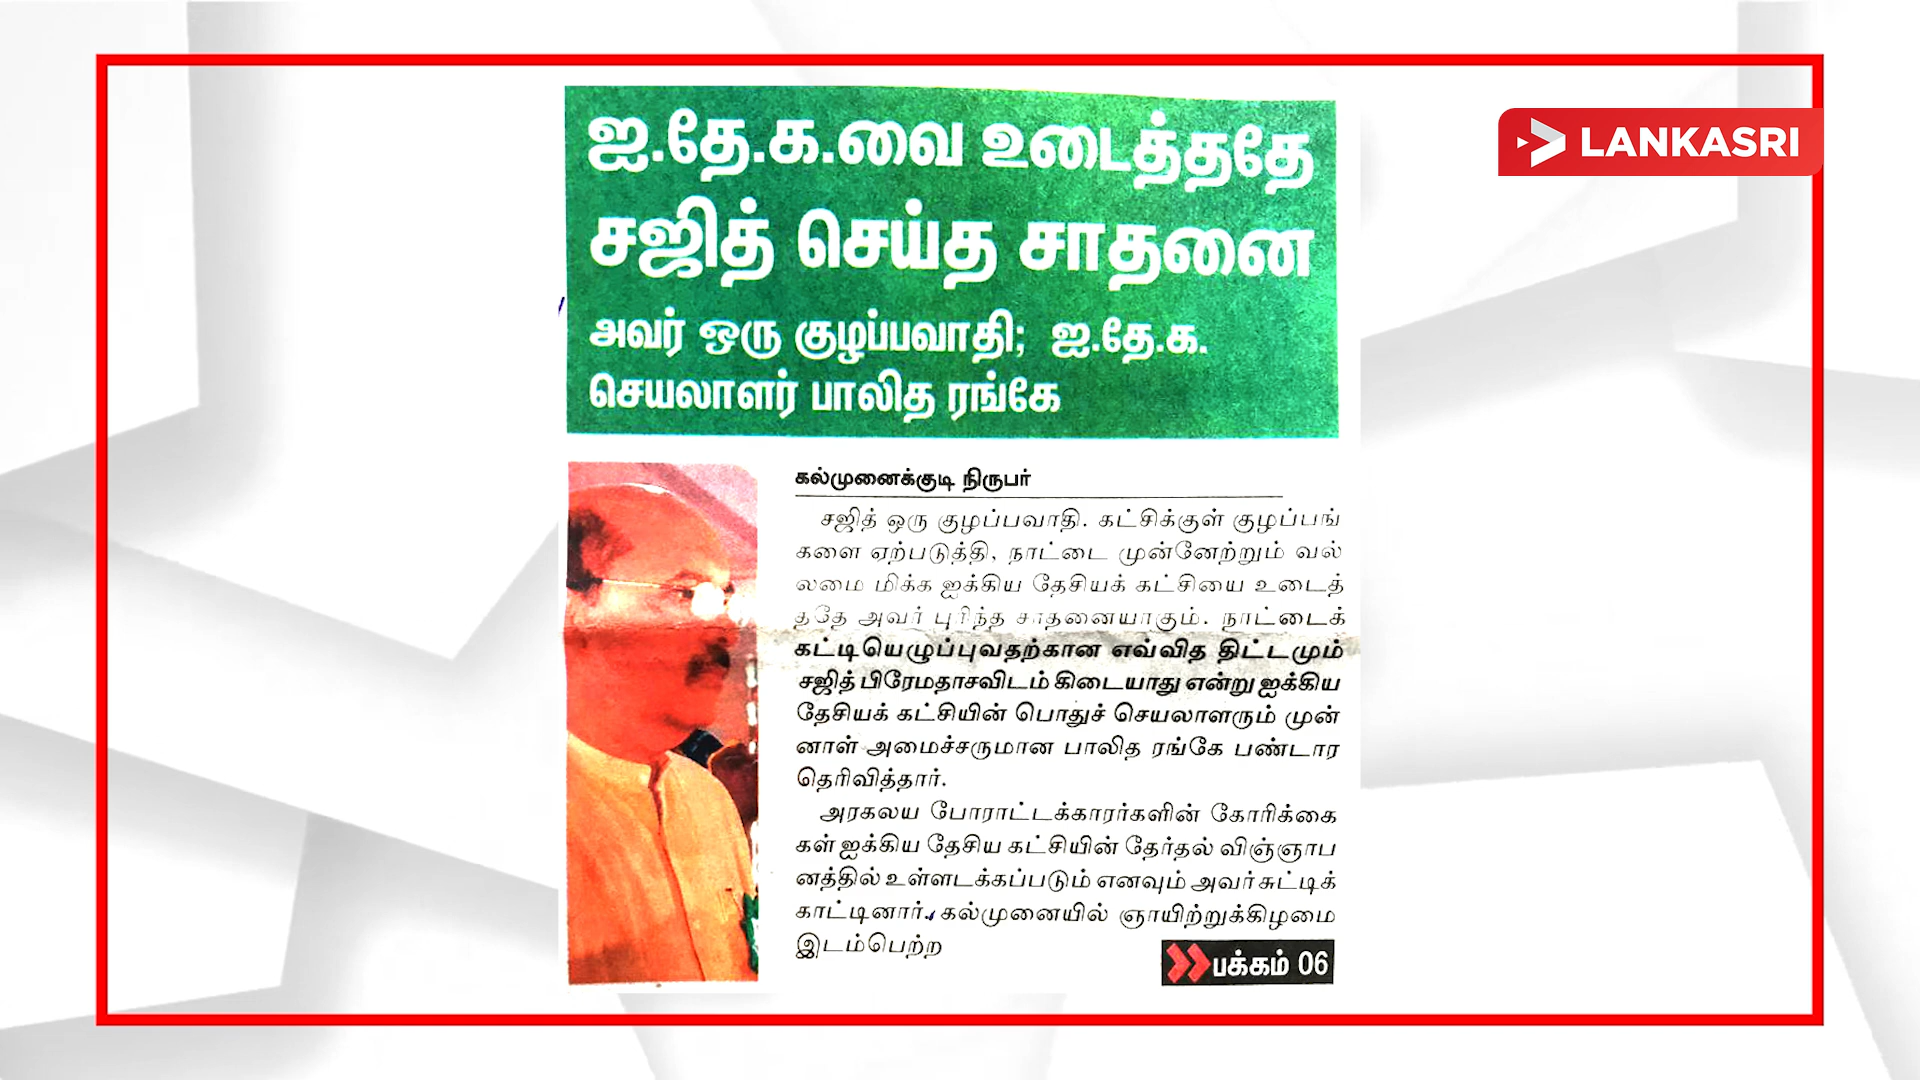 LANKASRI
ஐ.தே.க.வை உடைத்ததே
சஜித் செய்த சாதனை
அவர் ஒரு குழப்பவாதி; ஐ.தே.க.
செயலாளர் பாலித ரங்கே
கல்முனைக்குடி நிருபர்
சஜித் ஒரு குழப்பவாதி. கட்சிக்குள் குழப்பங்
களை ஏற்படுத்தி, நாட்டை முன்னேற்றும் வல்
லமை மிக்க ஐக்கிய தேசியக் கட்சியை உடைத்
ததே அவர் புரிந்த சாதனையாகும். நாட்டைக்
கட்டியெழுப்புவதற்கான எவ்வித திட்டமும்
சஜித் பிரேமதாசவிடம் கிடையாது என்று ஐக்கிய
தேசியக் கட்சியின் பொதுச் செயலாளரும் முன்
னாள் அமைச்சருமான பாலித ரங்கே பண்டார
தெரிவித்தார்.
அரகலய போராட்டக்காரர்களின் கோரிக்கை
கள் ஐக்கிய தேசிய கட்சியின் தேர்தல் விஞ்ஞாப
னத்தில் உள்ளடக்கப்படும் எனவும் அவர் சுட்டிக்
காட்டினார். கல்முனையில் ஞாயிற்றுக்கிழமை
இடம்பெற்ற
பக்கம் 06